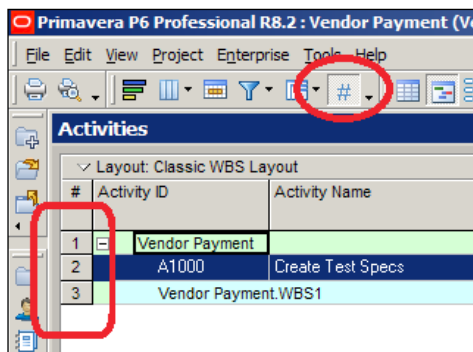 Primavera P6 Professional R8.2 : Vendor Payment (Ve
File Edit View Project Enterprise Tools Help
#
Activities
Layout: Classic WBS Layout
# Activity ID Activity Name
1 Vendor Payment
2 A1000 Create Test Specs
3 Vendor Payment.WBS1